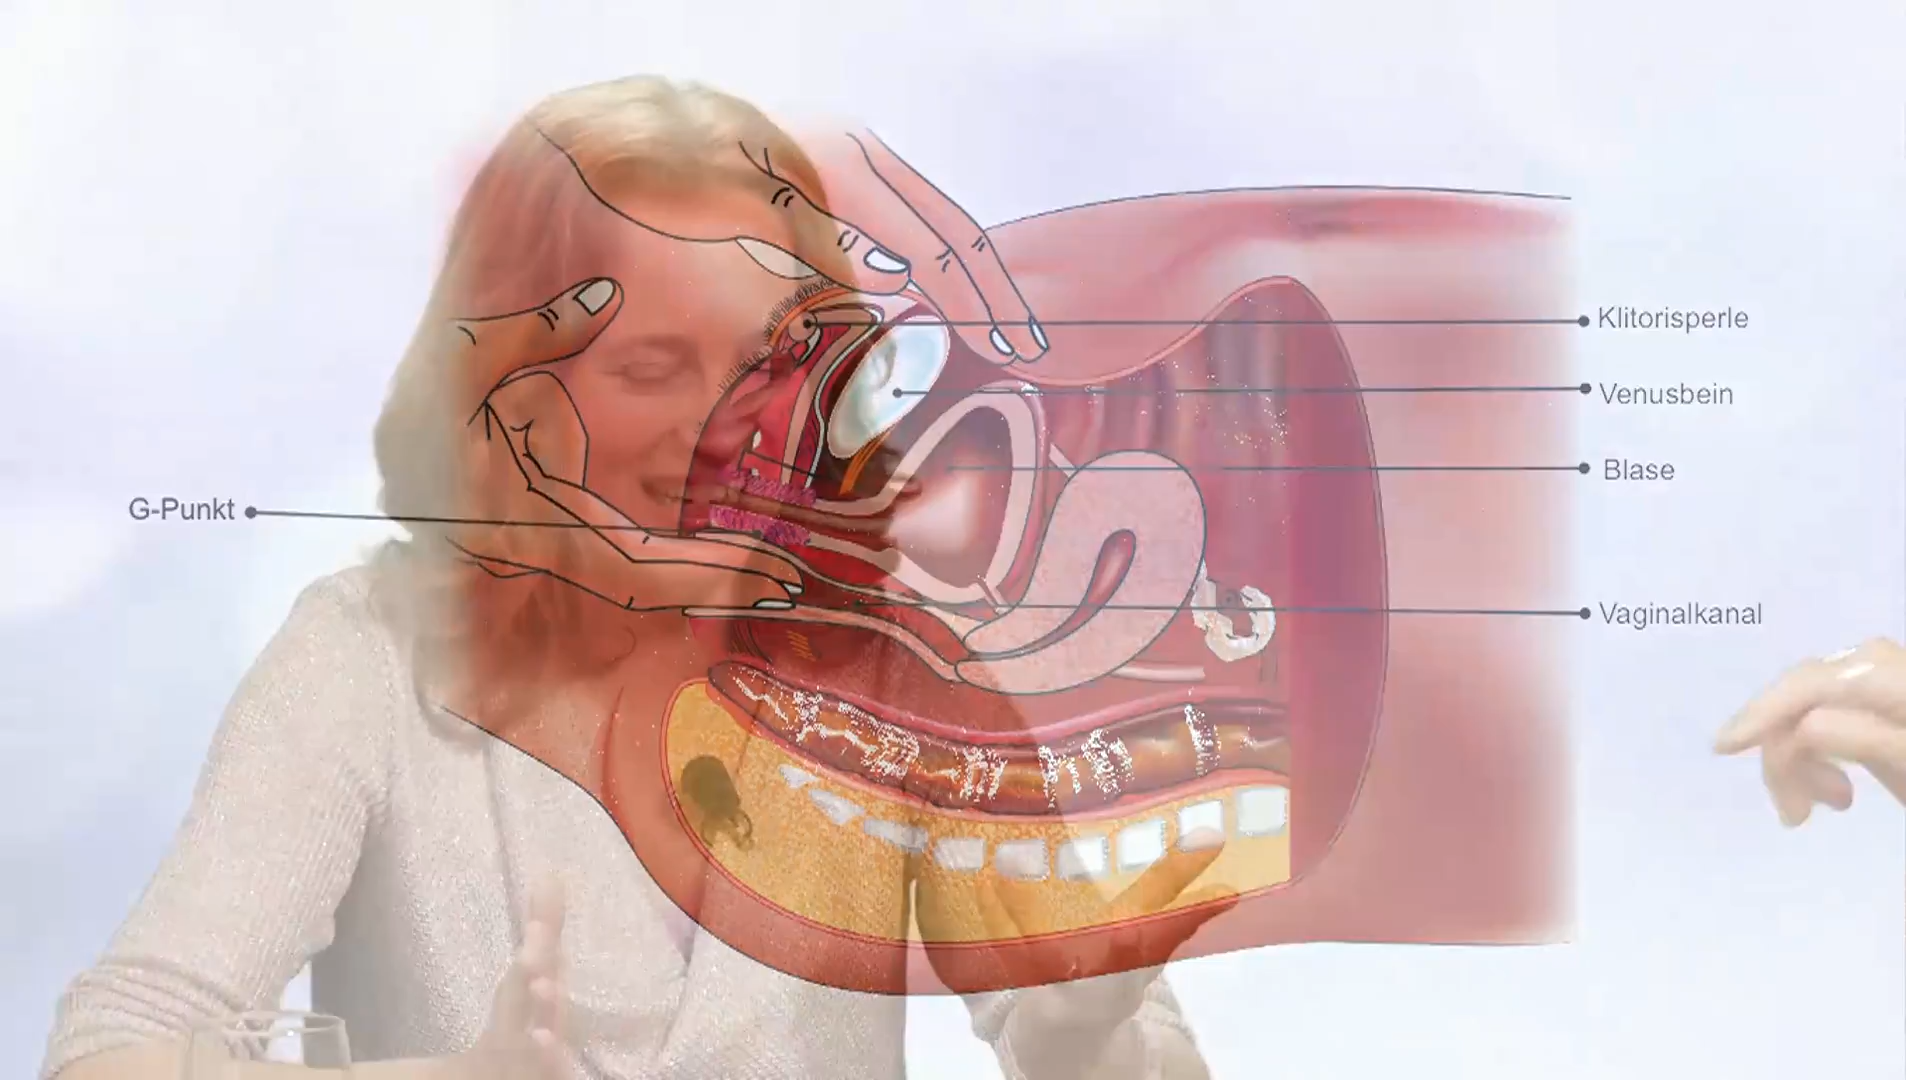 Klitorisperle
Venusbein
Blase
G-Punkt
Vaginalkanal